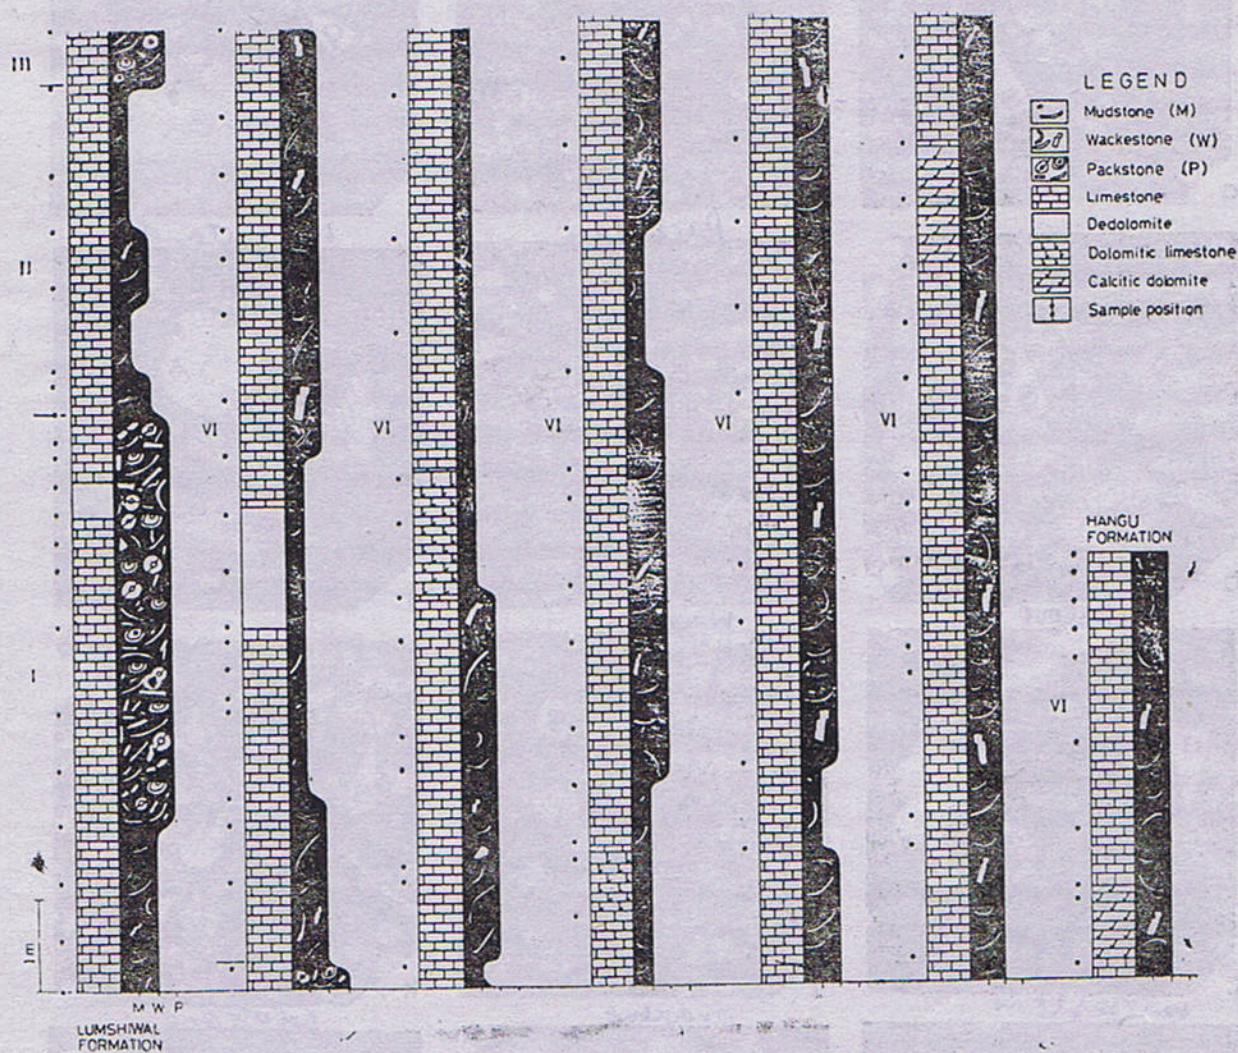 III
II
I
1m
M W P
LUMSHIWAL
FORMATION
VI
VI
VI
VI
VI
HANGU
FORMATION
VI
LEGEND
Mudstone (M)
Wackestone (W)
Packstone (P)
Limestone
Dedolomite
Dolomitic limestone
Calcitic dolomite
Sample position